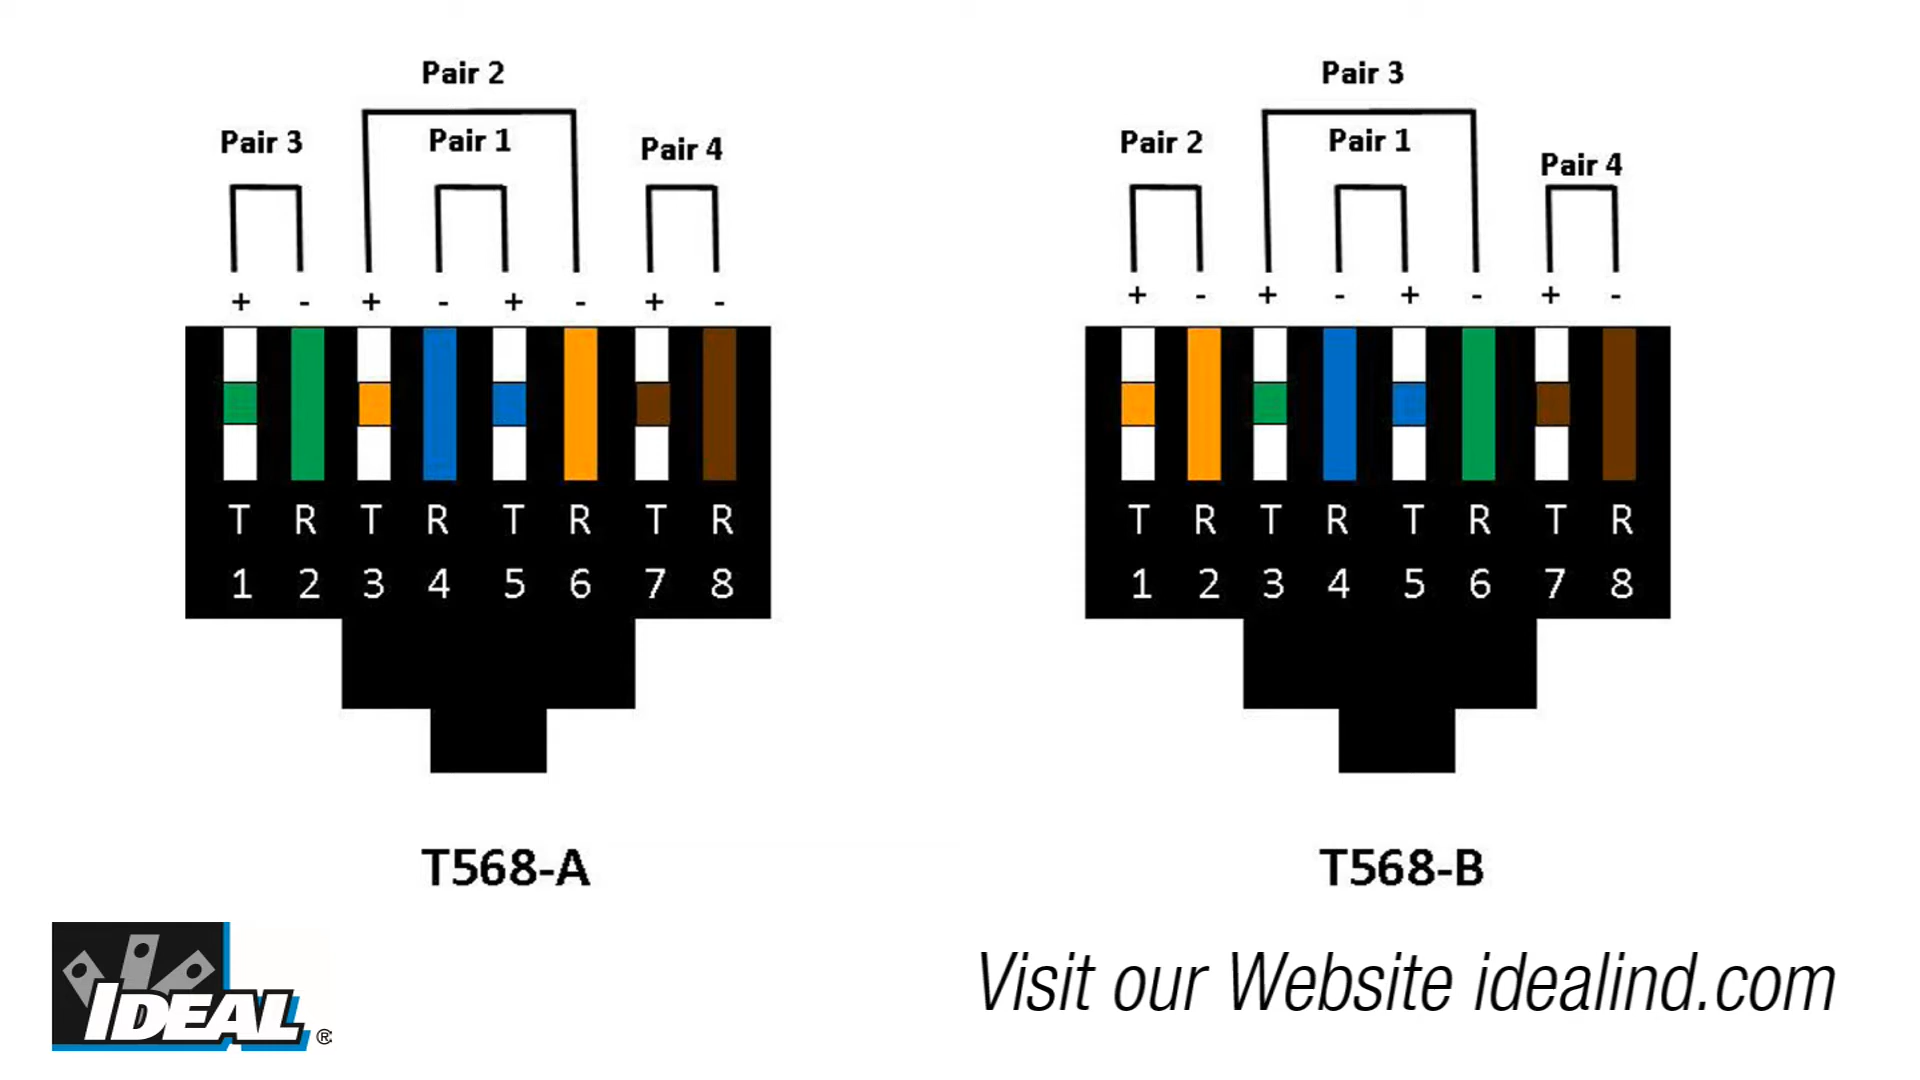 Pair 2
Pair 3 Pair 1 Pair 4
+ - + - + - + -
T R T R T R T R
1 2 3 4 5 6 7 8
T568-A
Pair 3
Pair 2 Pair 1 Pair 4
+ - + - + - + -
T R T R T R T R
1 2 3 4 5 6 7 8
T568-B
IDEAL®
Visit our Website idealind.com